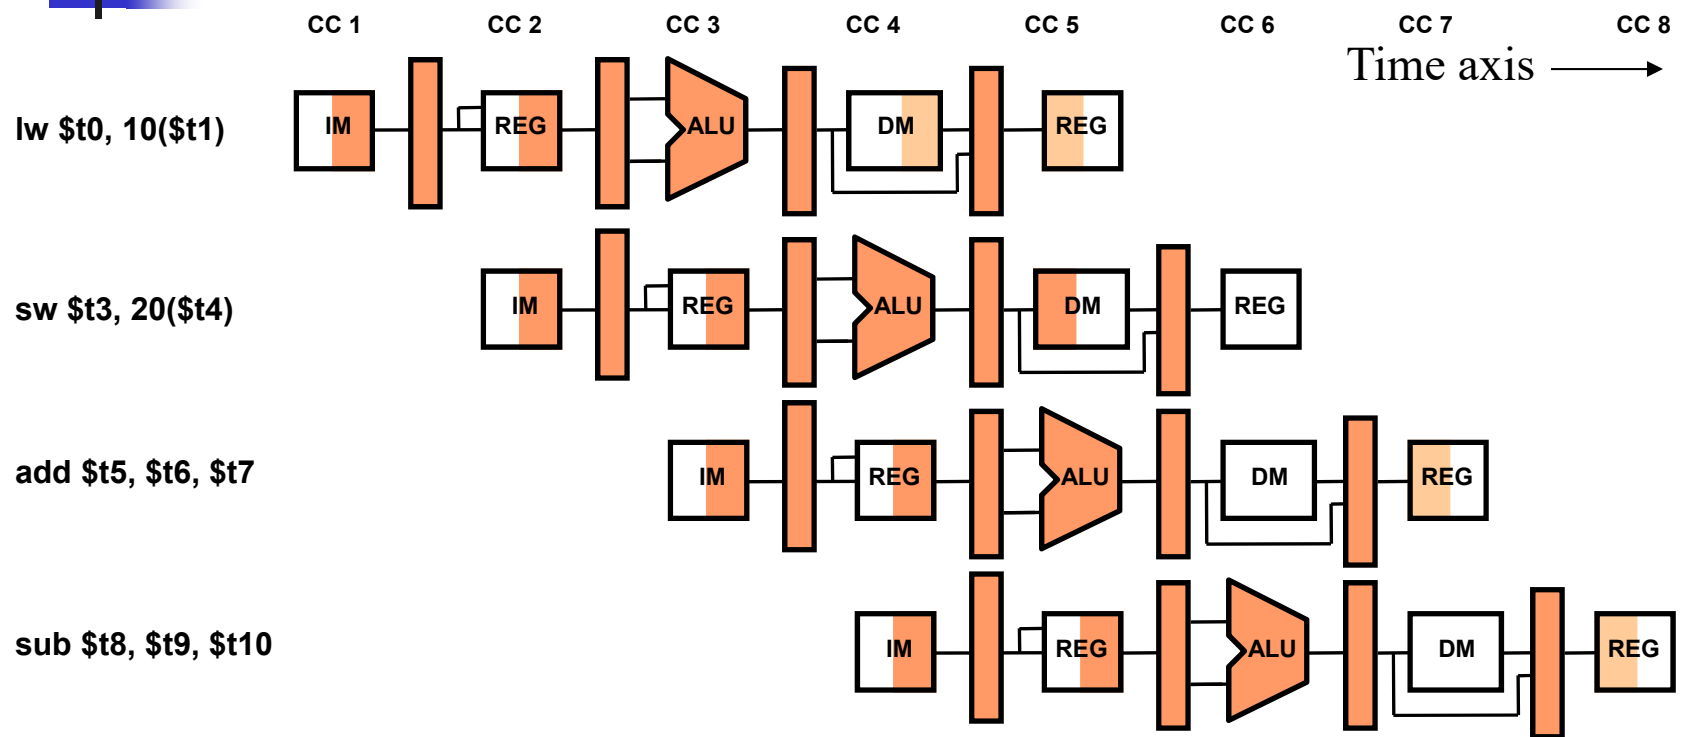 CC 1 CC 2 CC 3 CC 4 CC 5 CC 6 CC 7 CC 8
Time axis
lw $t0, 10($t1) IM REG ALU DM REG
sw $t3, 20($t4) IM REG ALU DM REG
add $t5, $t6, $t7 IM REG ALU DM REG
sub $t8, $t9, $t10 IM REG ALU DM REG